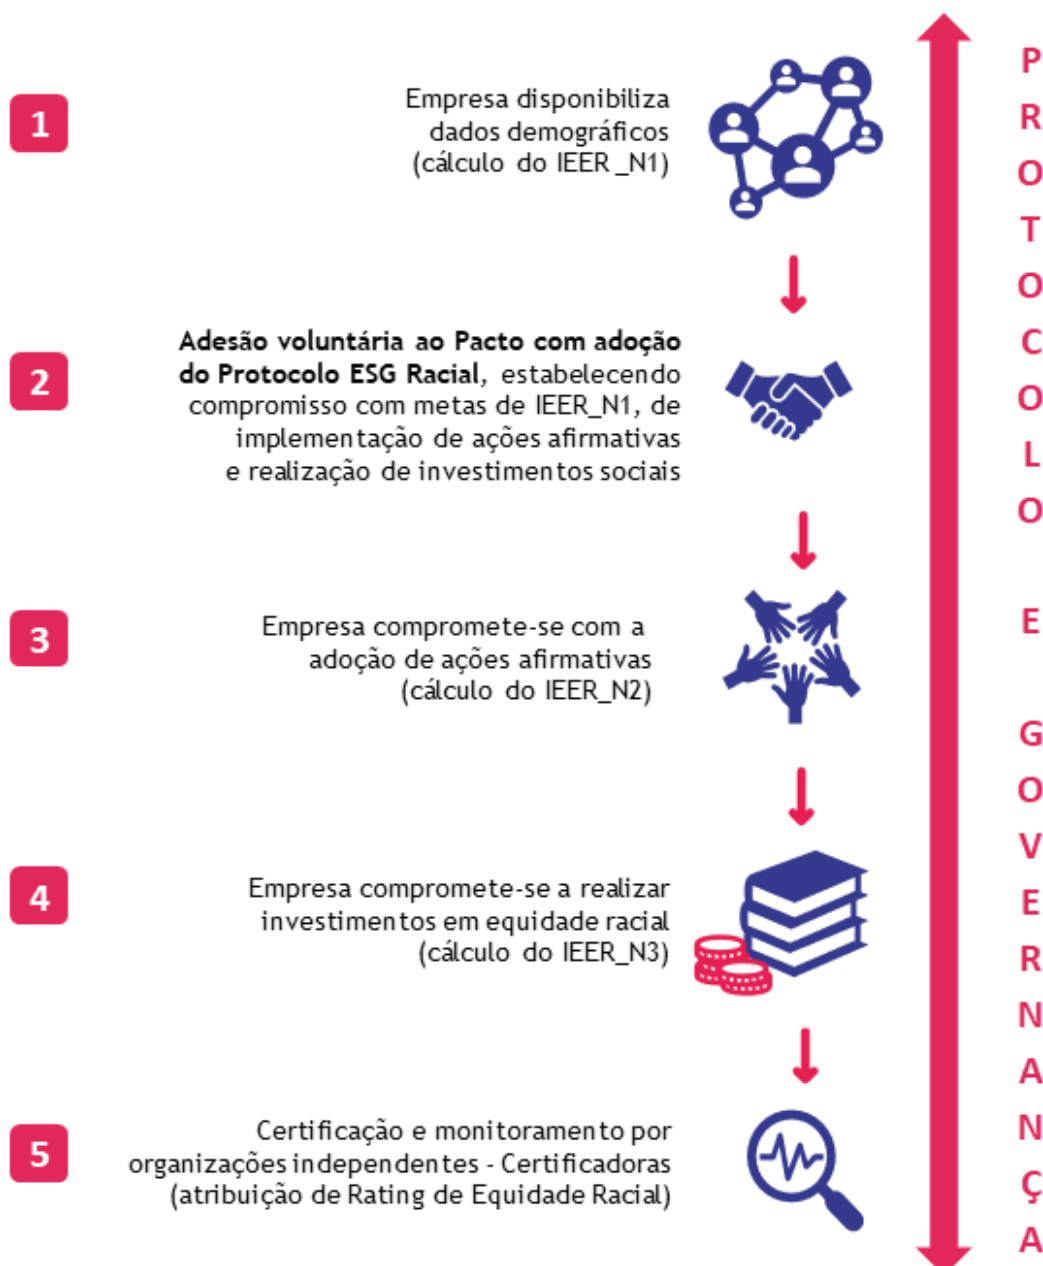 1
Empresa disponibiliza
dados demográficos
(cálculo do IEER_N1)
2
Adesão voluntária ao Pacto com adoção
do Protocolo ESG Racial, estabelecendo
compromisso com metas de IEER_N1, de
implementação de ações afirmativas
e realização de investimentos sociais
3
Empresa compromete-se com a
adoção de ações afirmativas
(cálculo do IEER_N2)
4
Empresa compromete-se a realizar
investimentos em equidade racial
(cálculo do IEER_N3)
5
Certificação e monitoramento por
organizações independentes - Certificadoras
(atribuição de Rating de Equidade Racial)
PROTOCOLO E GOVERNANÇA